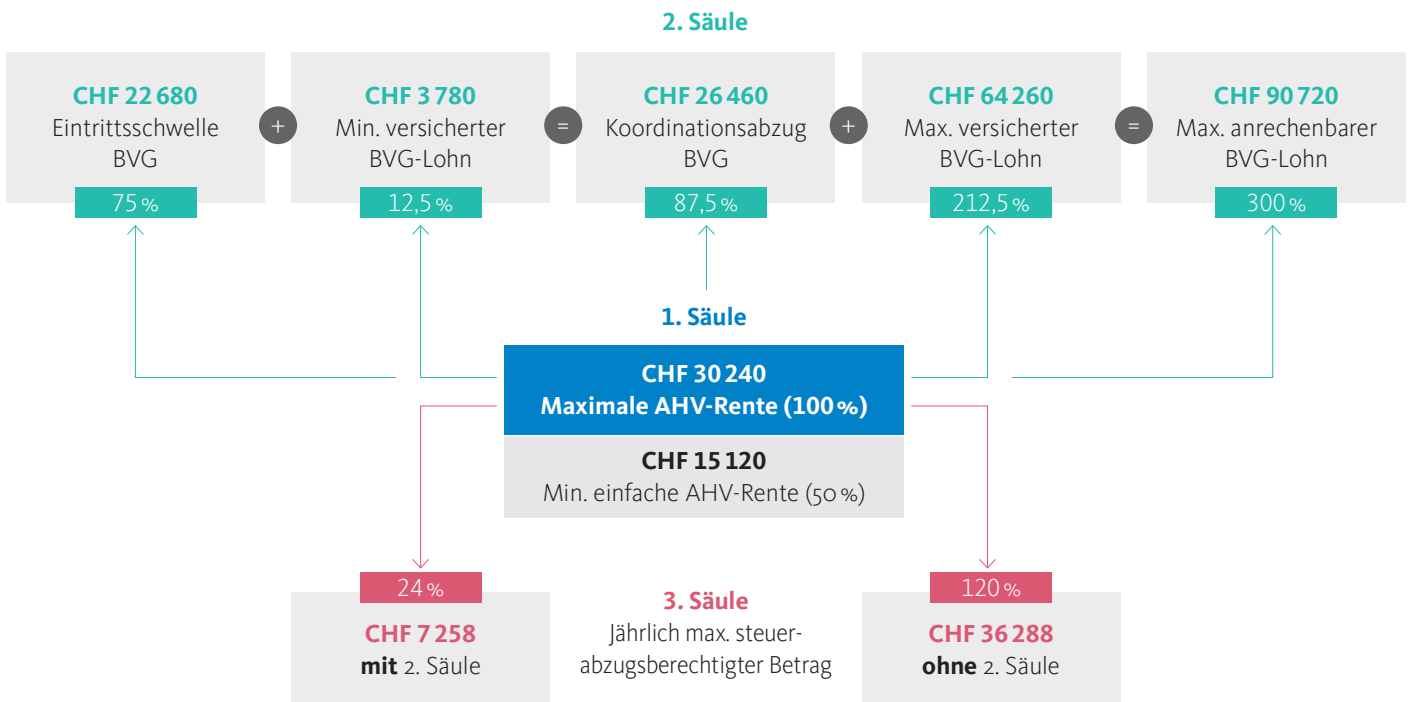 2. Säule
CHF 22 680
Eintrittsschwelle
BVG
75 %
+
CHF 3 780
Min. versicherter
BVG-Lohn
12,5 %
=
CHF 26 460
Koordinationsabzug
BVG
87,5 %
+
CHF 64 260
Max. versicherter
BVG-Lohn
212,5 %
=
CHF 90 720
Max. anrechenbarer
BVG-Lohn
300 %
1. Säule
CHF 30 240
Maximale AHV-Rente (100 %)
CHF 15 120
Min. einfache AHV-Rente (50 %)
24 %
CHF 7 258
mit 2. Säule
3. Säule
Jährlich max. steuer-
abzugsberechtigter Betrag
120 %
CHF 36 288
ohne 2. Säule